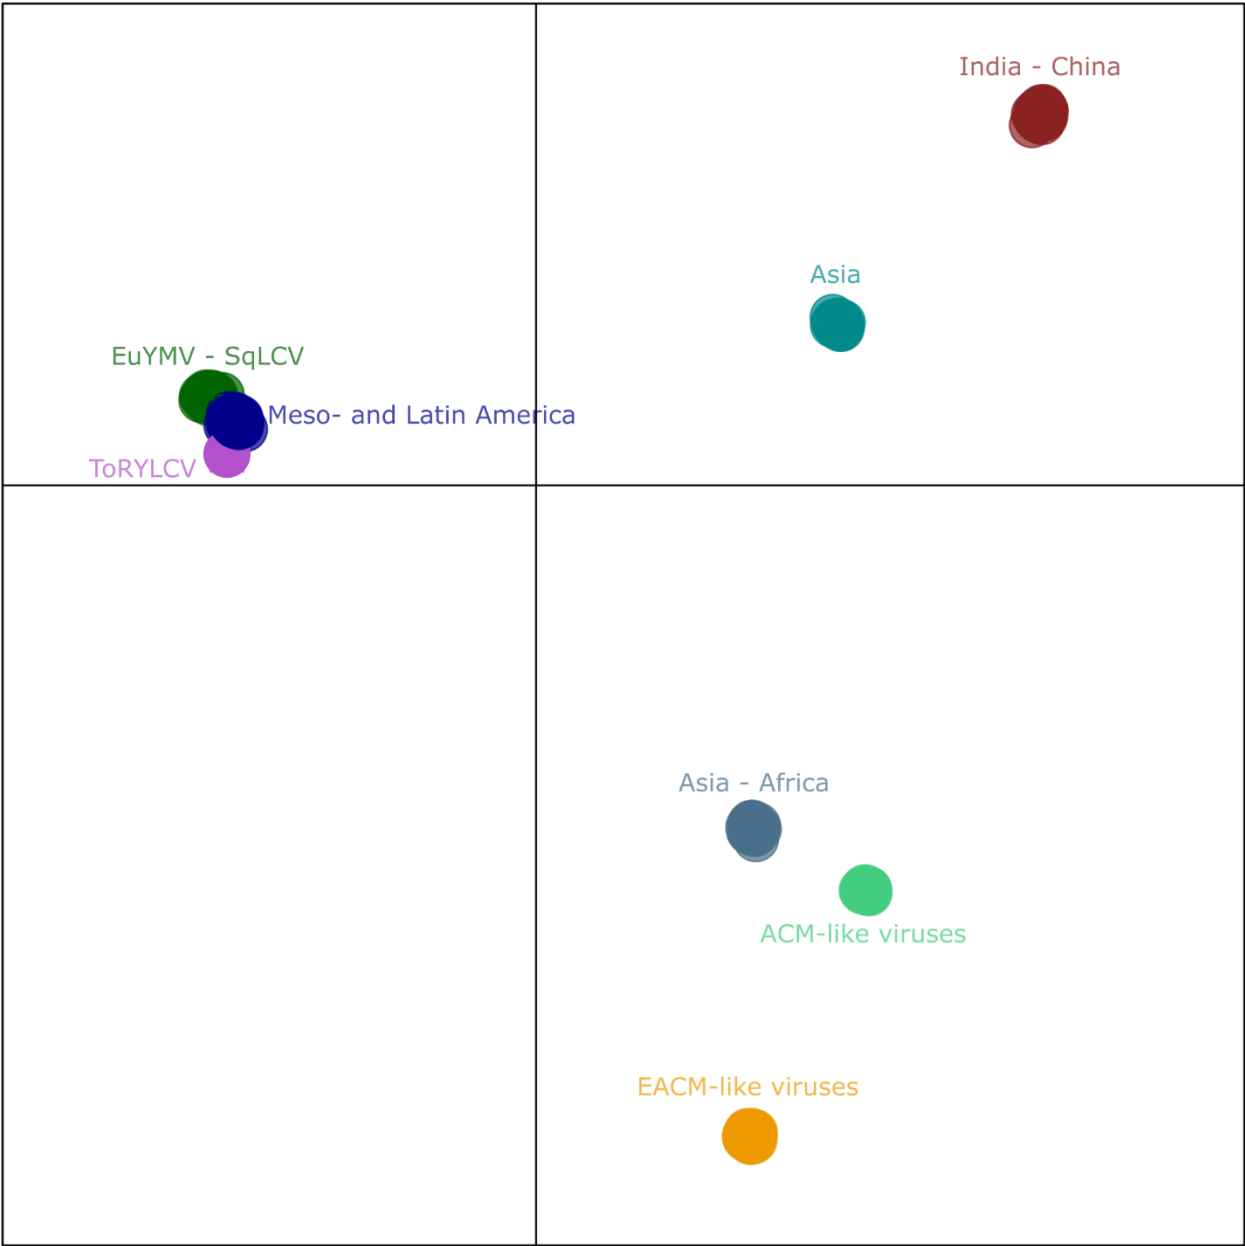 India - China
Asia
EuYMV - SqLCV
Meso- and Latin America
ToRYLCV
Asia - Africa
ACM-like viruses
EACM-like viruses